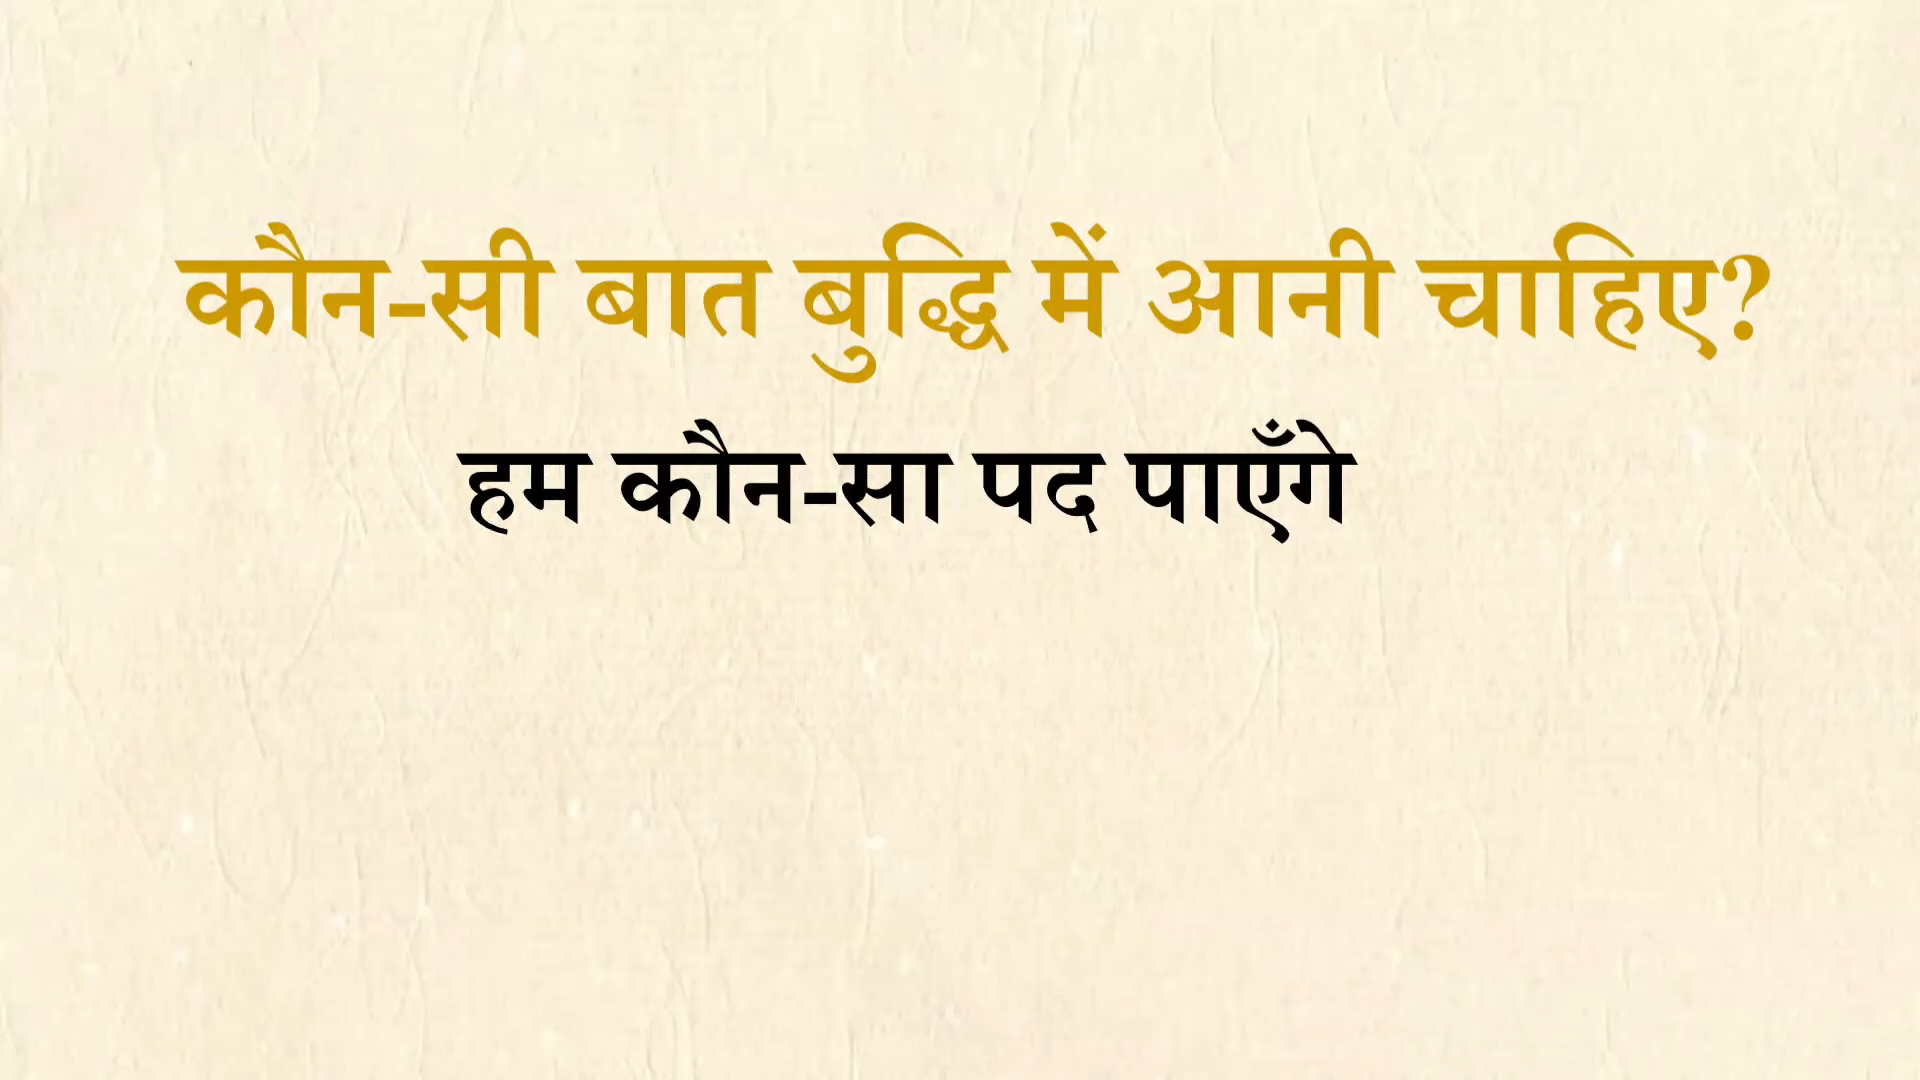 कौन-सी बात बुद्धि में आनी चाहिए?
हम कौन-सा पद पाएँगे